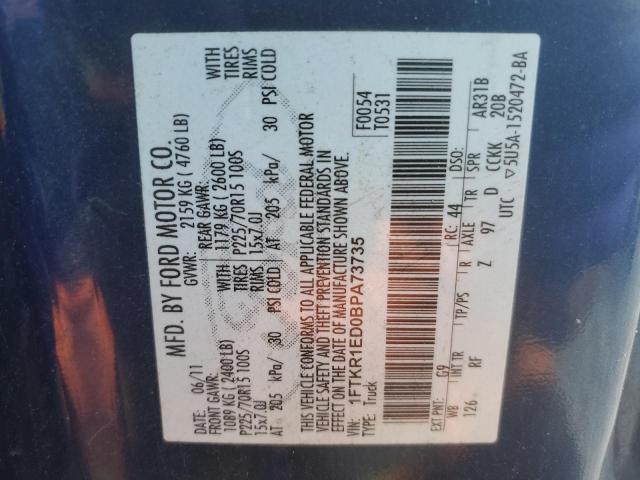 MFD. BY FORD MOTOR CO.
DATE: 06/11 GVWR: 2159 KG ( 4760 LB)
FRONT GAWR: REAR GAWR: WITH
1089 KG ( 2400 LB) 1179 KG ( 2600 LB) TIRES
P225/70R15 100S P225/70R15 100S RIMS
15x7.0J 15x7.0J
AT 205 kPa/ 30 PSI COLD AT 205 kPa/ 30 PSI COLD
WITH
TIRES
RIMS
THIS VEHICLE CONFORMS TO ALL APPLICABLE FEDERAL MOTOR
VEHICLE SAFETY AND THEFT PREVENTION STANDARDS IN
EFFECT ON THE DATE OF MANUFACTURE SHOWN ABOVE.
VIN: 1FTKR1ED0BPA73735
TYPE: Truck
F0054
T0531
EXT PNT: G9 RC: 44 DSO:
WB INT TR TP/PS R AXLE TR SPR AR31B
126 RF Z 97 D CCKK 20B
UTC ▽5U5A-1520472-BA